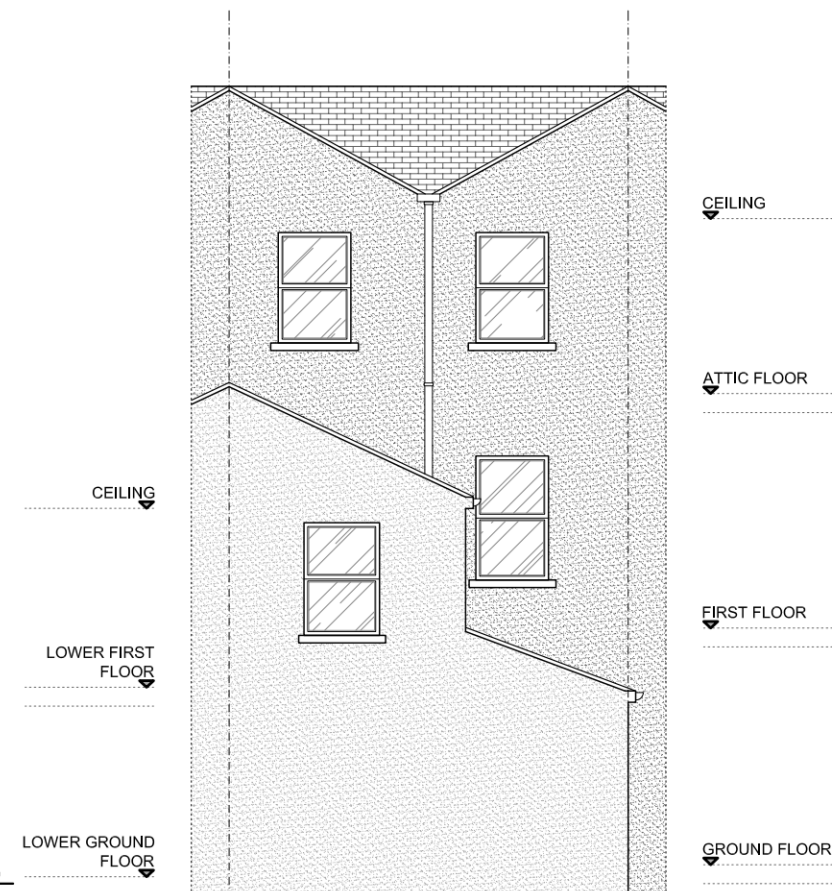 CEILING
ATTIC FLOOR
CEILING
FIRST FLOOR
LOWER FIRST
FLOOR
LOWER GROUND
FLOOR
GROUND FLOOR